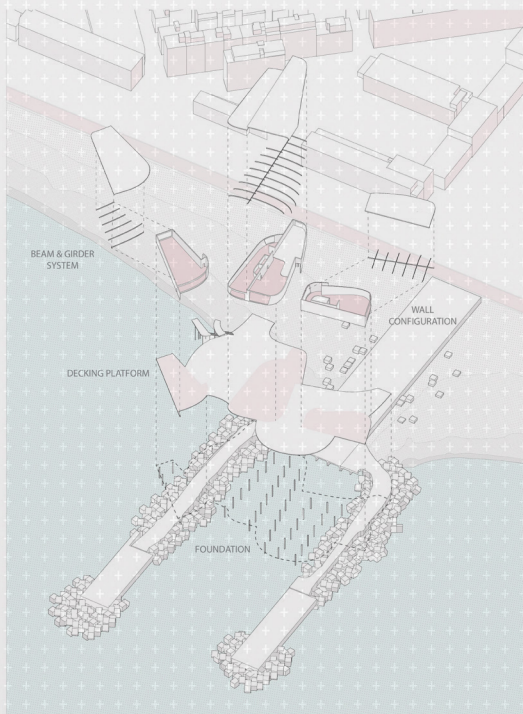 BEAM & GIRDER
SYSTEM
WALL
CONFIGURATION
DECKING PLATFORM
FOUNDATION